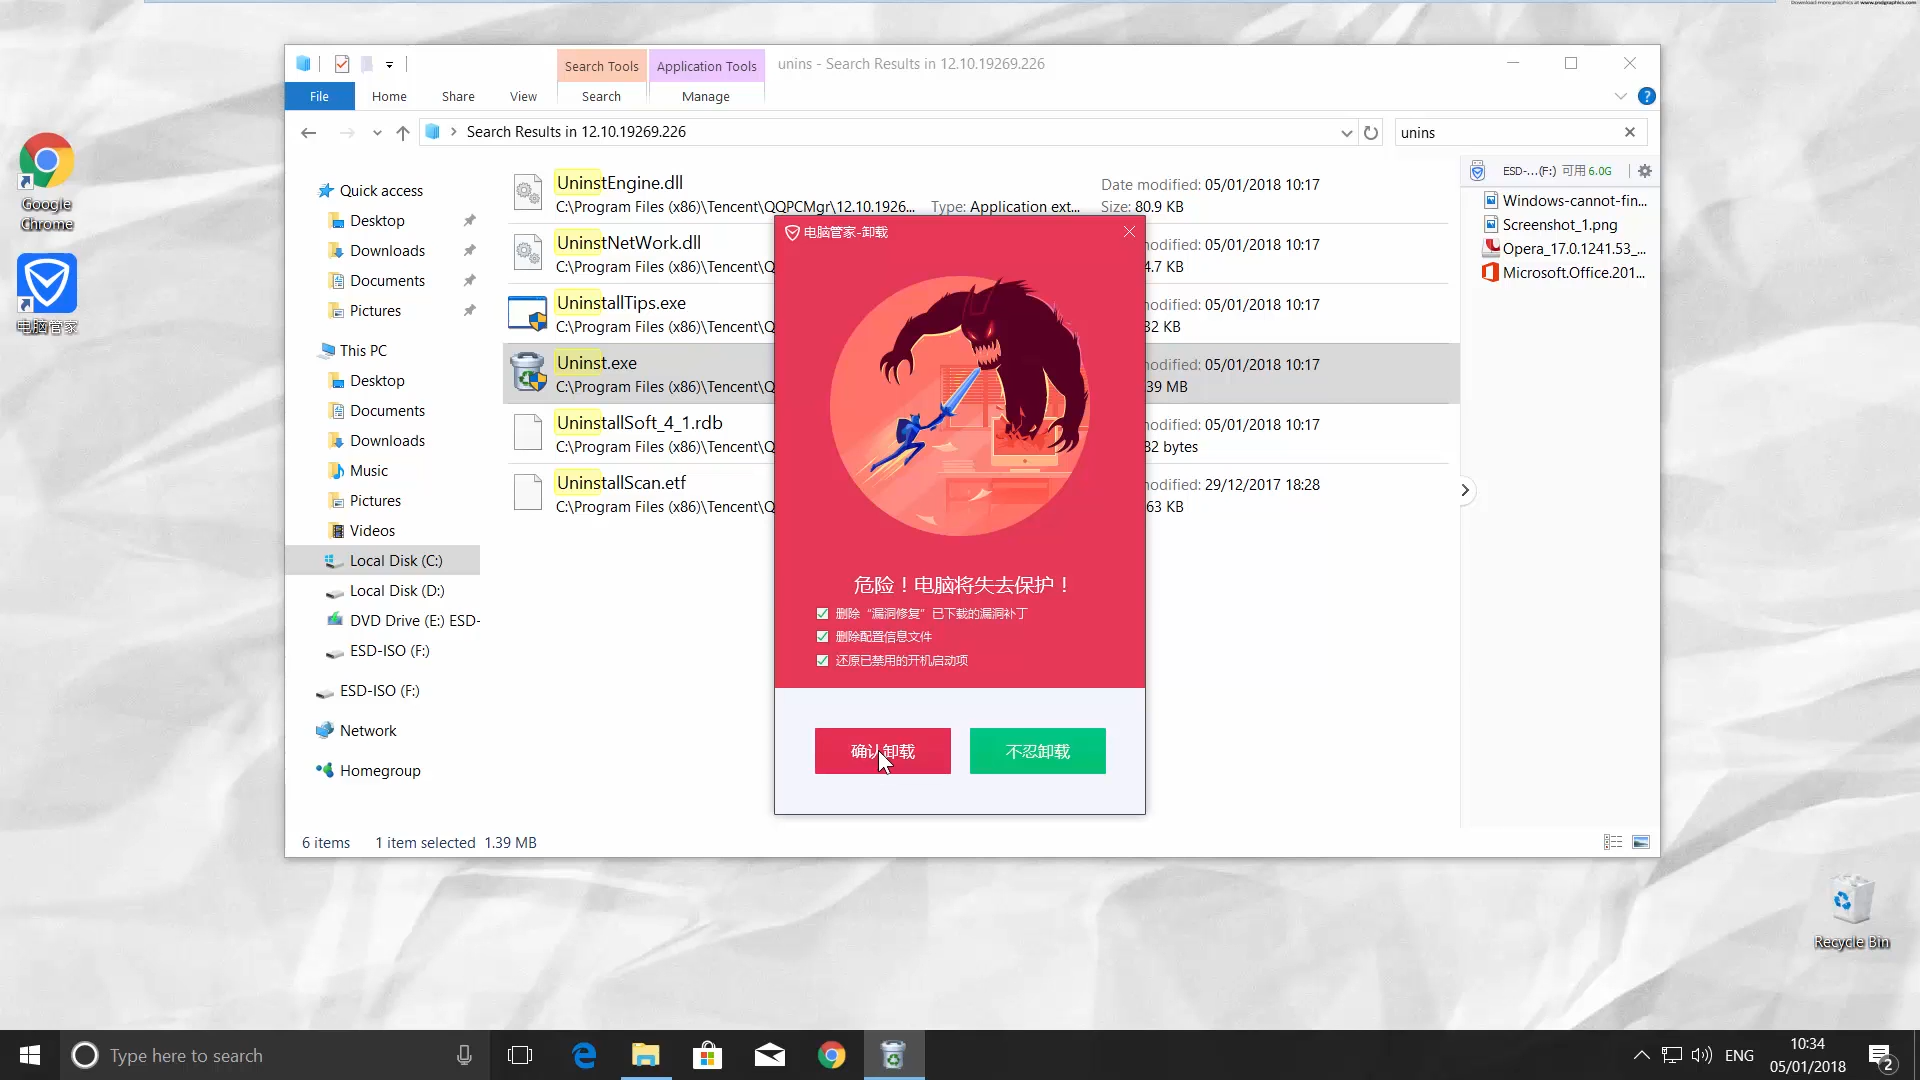 Download more graphics at www.psdgraphics.com
Search Tools
Application Tools
unins - Search Results in 12.10.19269.226
File
Home
Share
View
Search
Manage
Search Results in 12.10.19269.226
unins
Google
Chrome
电脑管家
Quick access
Desktop
Downloads
Documents
Pictures
This PC
Desktop
Documents
Downloads
Music
Pictures
Videos
Local Disk (C:)
Local Disk (D:)
DVD Drive (E:) ESD-
ESD-ISO (F:)
ESD-ISO (F:)
Network
Homegroup
UninstEngine.dll
Date modified: 05/01/2018 10:17
C:\Program Files (x86)\Tencent\QQPCMgr\12.10.1926...
Type: Application ext...
Size: 80.9 KB
UninstNetWork.dll
odified: 05/01/2018 10:17
C:\Program Files (x86)\Tencent\Q
4.7 KB
UninstallTips.exe
odified: 05/01/2018 10:17
C:\Program Files (x86)\Tencent\Q
32 KB
Uninst.exe
odified: 05/01/2018 10:17
C:\Program Files (x86)\Tencent\Q
39 MB
UninstallSoft_4_1.rdb
odified: 05/01/2018 10:17
C:\Program Files (x86)\Tencent\Q
32 bytes
UninstallScan.etf
odified: 29/12/2017 18:28
C:\Program Files (x86)\Tencent\Q
63 KB
电脑管家-卸载
危险！电脑将失去保护！
删除“漏洞修复”已下载的漏洞补丁
删除配置信息文件
还原已禁用的开机启动项
确认卸载
不忍卸载
ESD-...(F:) 可用 6.0G
Windows-cannot-fin...
Screenshot_1.png
Opera_17.0.1241.53_...
Microsoft.Office.201...
6 items
1 item selected 1.39 MB
Recycle Bin
Type here to search
ENG
10:34
05/01/2018
2